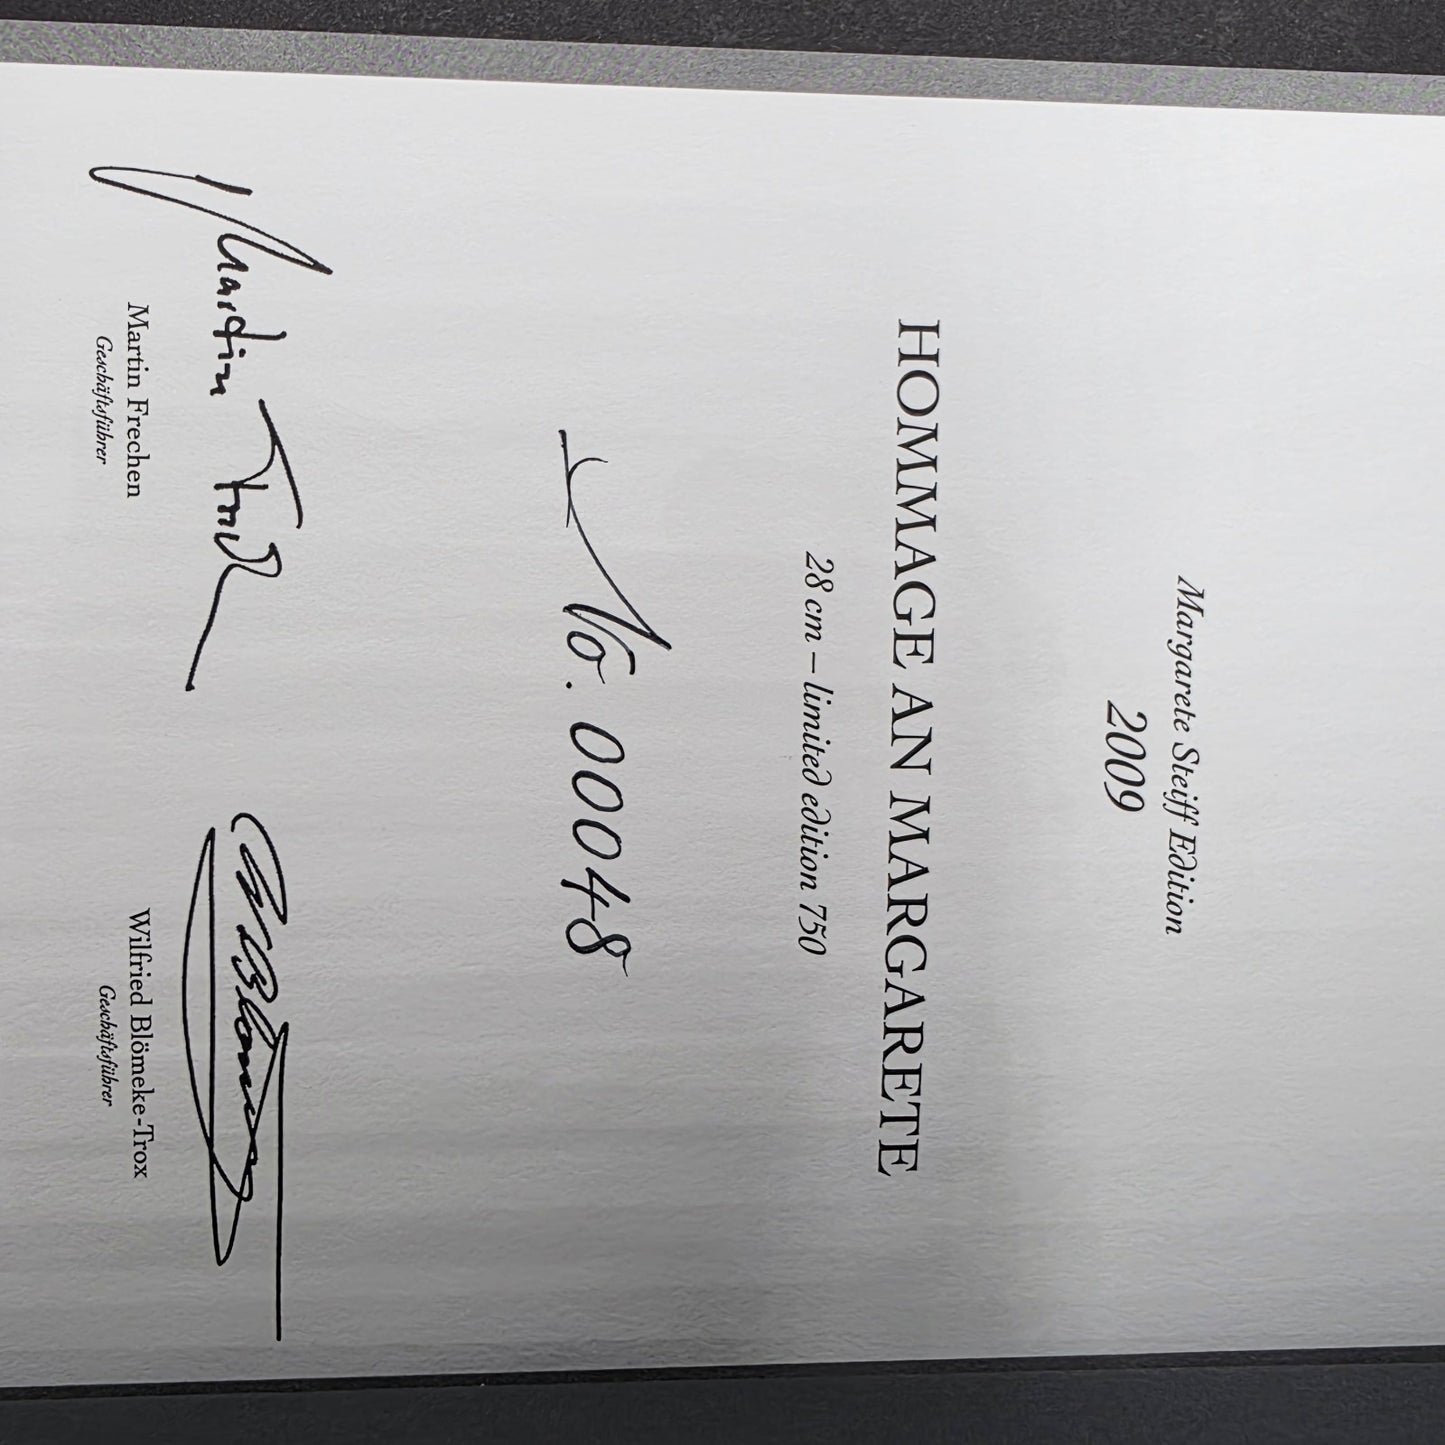 Margarete Steiff Edition
2009
HOMMAGE AN MARGARETE
28 cm – limited edition 750
No. 00048
Martin Frechen
Geschäftsführer
Wilfried Blömeke-Trox
Geschäftsführer